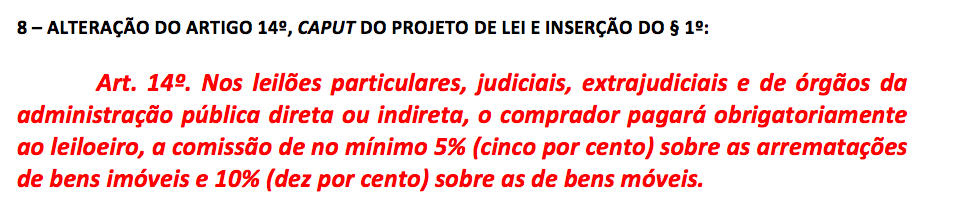 8 – ALTERAÇÃO DO ARTIGO 14º, CAPUT DO PROJETO DE LEI E INSERÇÃO DO § 1º:
Art. 14º. Nos leilões particulares, judiciais, extrajudiciais e de órgãos da
administração pública direta ou indireta, o comprador pagará obrigatoriamente
ao leiloeiro, a comissão de no mínimo 5% (cinco por cento) sobre as arrematações
de bens imóveis e 10% (dez por cento) sobre as de bens móveis.